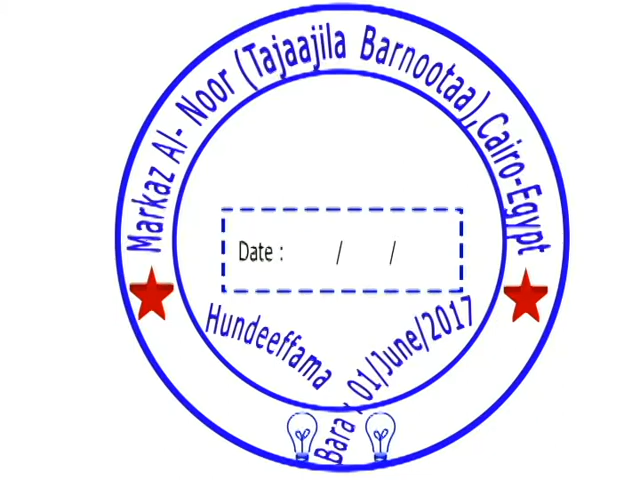 Markaz Al- Noor (Tajaajila Barnootaa),Cairo-Egypt
Date : / /
Hundeeffama
Bara : 01/June/2017